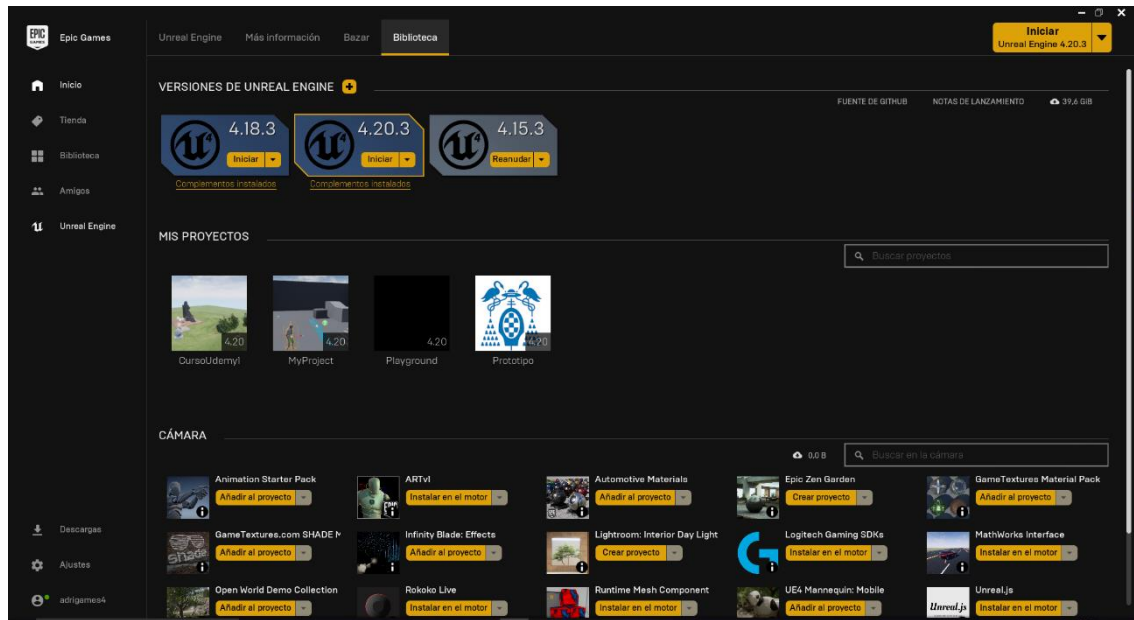 EPIC GAMES
Epic Games
Unreal Engine Más información Bazar Biblioteca
Iniciar
Unreal Engine 4.20.3
Inicio
Tienda
Biblioteca
Amigos
Unreal Engine
Descargas
Ajustes
adrigames4
VERSIONES DE UNREAL ENGINE
FUENTE DE GITHUB NOTAS DE LANZAMIENTO 39,6 GiB
4.18.3 4.20.3 4.15.3
Iniciar Iniciar Reanudar
Complementos instalados Complementos instalados
MIS PROYECTOS
Buscar proyectos
4.20 4.20 4.20 4.20
CursoUdemy1 MyProject Playground Prototipo
CÁMARA
0,0 B Buscar en la cámara
Animation Starter Pack ARTv1 Automotive Materials Epic Zen Garden GameTextures Material Pack
Añadir al proyecto Instalar en el motor Añadir al proyecto Crear proyecto Añadir al proyecto
GameTextures.com SHADE M Infinity Blade: Effects Lightroom: Interior Day Light Logitech Gaming SDKs MathWorks Interface
Añadir al proyecto Añadir al proyecto Crear proyecto Instalar en el motor Instalar en el motor
Open World Demo Collection Rokoko Live Runtime Mesh Component UE4 Mannequin: Mobile Unreal.js
Añadir al proyecto Instalar en el motor Instalar en el motor Añadir al proyecto Instalar en el motor
Unreal.js